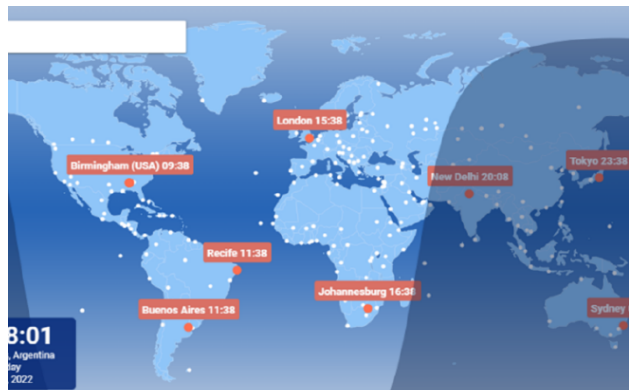 London 15:38
Birmingham (USA) 09:38
Tokyo 23:38
New Delhi 20:08
Recife 11:38
Johannesburg 16:38
Buenos Aires 11:38
Sydney
8:01
, Argentina
day
2022